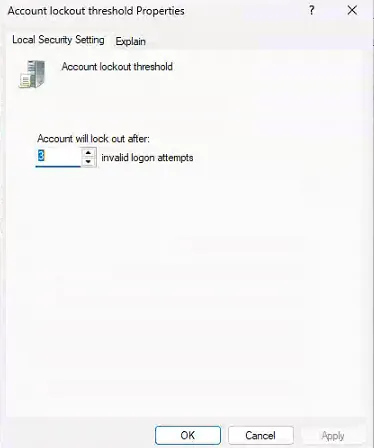 Account lockout threshold Properties
?
Local Security Setting
Explain
Account lockout threshold
Account will lock out after:
3 invalid logon attempts
OK
Cancel
Apply